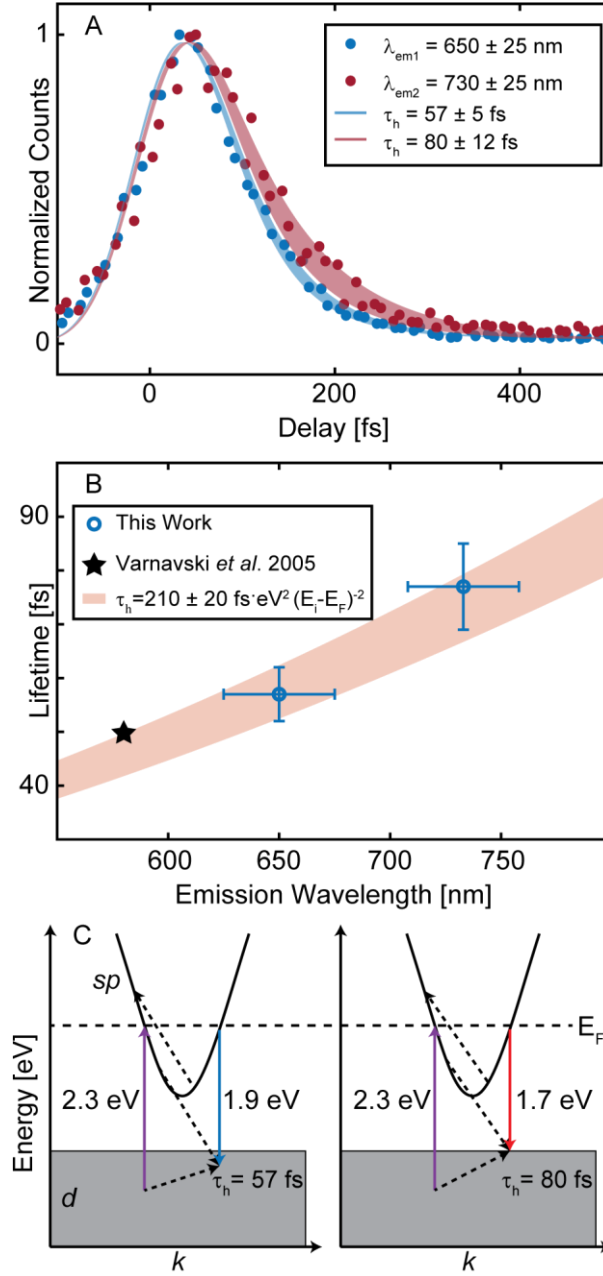 A
λem1 = 650 ± 25 nm
λem2 = 730 ± 25 nm
τh = 57 ± 5 fs
τh = 80 ± 12 fs
1
0
Normalized Counts
0 200 400
Delay [fs]
B
This Work
Varnavski et al. 2005
τh=210 ± 20 fs·eV² (Ei-EF)⁻²
90
40
Lifetime [fs]
600 650 700 750
Emission Wavelength [nm]
C
sp
EF
2.3 eV 1.9 eV 2.3 eV 1.7 eV
Energy [eV]
d
τh = 57 fs τh = 80 fs
k k